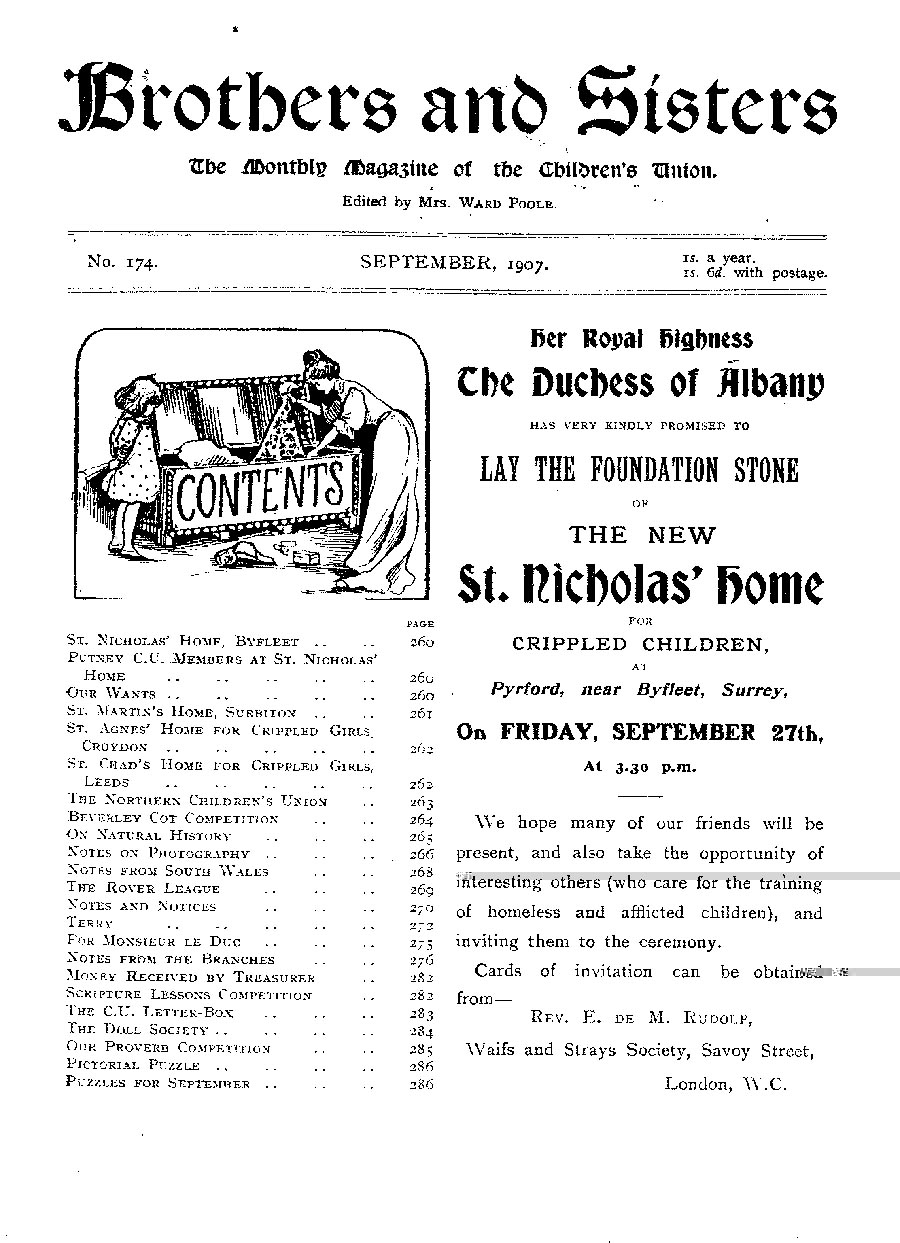 Brothers and Sisters
The Monthly Magazine of the Children's Union.
Edited by Mrs. Ward Poole.
No. 174.
SEPTEMBER, 1907.
1s. a year.
1s. 6d. with postage.
CONTENTS
PAGE
St. Nicholas' Home, Byfleet .. .. 260
Putney C.U. Members at St. Nicholas'
Home .. .. .. .. .. 260
Our Wants .. .. .. .. .. 260
St. Martin's Home, Surbiton .. .. 261
St. Agnes' Home for Crippled Girls,
Croydon .. .. .. .. .. 262
St. Chad's Home for Crippled Girls,
Leeds .. .. .. .. .. 262
The Northern Children's Union .. 263
Beverley Cot Competition .. .. 264
On Natural History .. .. .. 265
Notes on Photography .. .. .. 266
Notes from South Wales .. .. 268
The Rover League .. .. .. 269
Notes and Notices .. .. .. 270
Terry .. .. .. .. .. 272
For Monsieur le Duc .. .. .. 275
Notes from the Branches .. .. 276
Money Received by Treasurer .. 282
Scripture Lessons Competition .. 282
The C.U. Letter-Box .. .. .. 283
The Doll Society .. .. .. .. 284
Our Proverb Competition .. .. 285
Pictorial Puzzle .. .. .. .. 286
Puzzles for September .. .. .. 286
Her Royal Highness
The Duchess of Albany
HAS VERY KINDLY PROMISED TO
LAY THE FOUNDATION STONE
OF
THE NEW
St. Nicholas' Home
FOR
CRIPPLED CHILDREN,
AT
Pyrford, near Byfleet, Surrey,
On FRIDAY, SEPTEMBER 27th,
At 3.30 p.m.
We hope many of our friends will be
present, and also take the opportunity of
interesting others (who care for the training
of homeless and afflicted children), and
inviting them to the ceremony.
Cards of invitation can be obtained
from—
Rev. E. de M. Rudolf,
Waifs and Strays Society, Savoy Street,
London, W.C.